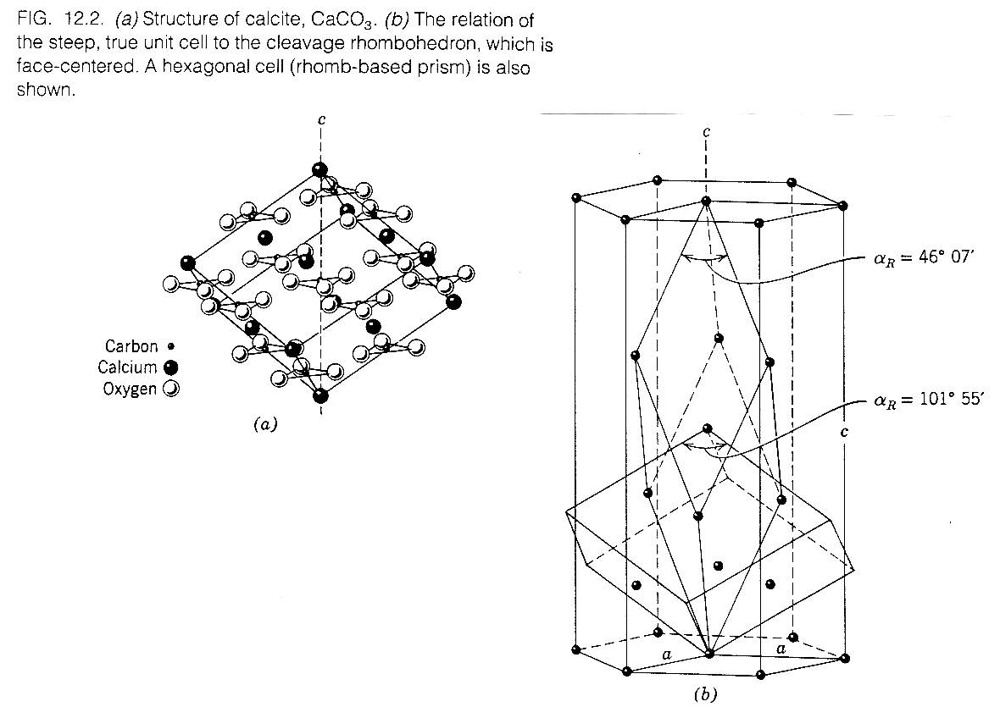 FIG. 12.2. (a) Structure of calcite, CaCO₃. (b) The relation of
the steep, true unit cell to the cleavage rhombohedron, which is
face-centered. A hexagonal cell (rhomb-based prism) is also
shown.
c
Carbon
Calcium
Oxygen
(a)
c
αR = 46° 07′
αR = 101° 55′
c
a
a
(b)